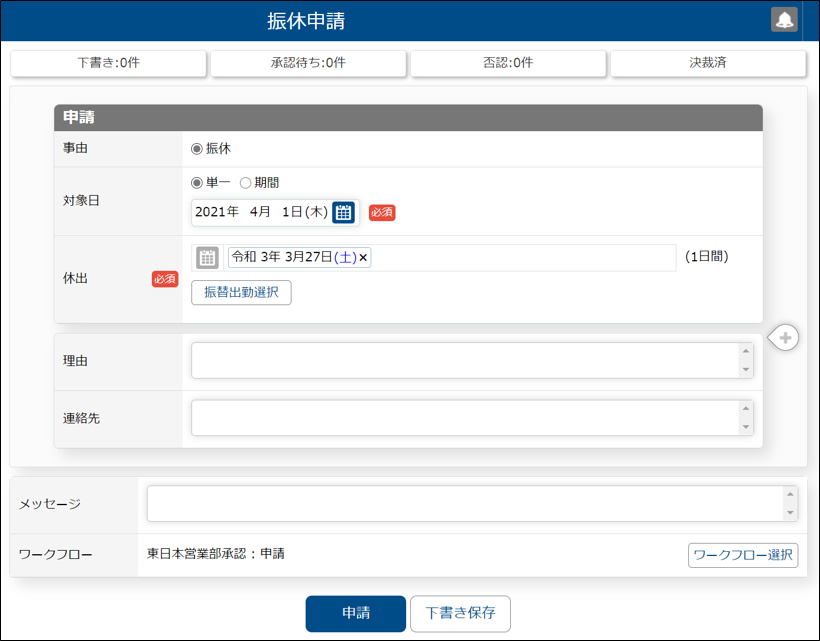 振休申請
下書き:0件 承認待ち:0件 否認:0件 決裁済
申請
事由 振休
対象日 単一 期間
2021年 4月 1日(木) 必須
休出 必須 令和 3年 3月27日(土)× (1日間)
振替出勤選択
理由
連絡先
メッセージ
ワークフロー 東日本営業部承認：申請 ワークフロー選択
申請 下書き保存